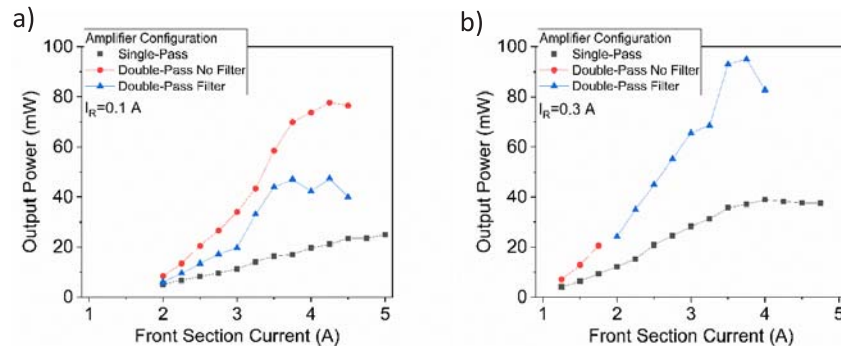 a)
Amplifier Configuration
Single-Pass
Double-Pass No Filter
Double-Pass Filter
I_R=0.1 A
Output Power (mW)
100
80
60
40
20
0
1 2 3 4 5
Front Section Current (A)
b)
Amplifier Configuration
Single-Pass
Double-Pass No Filter
Double-Pass Filter
I_R=0.3 A
Output Power (mW)
100
80
60
40
20
0
1 2 3 4 5
Front Section Current (A)